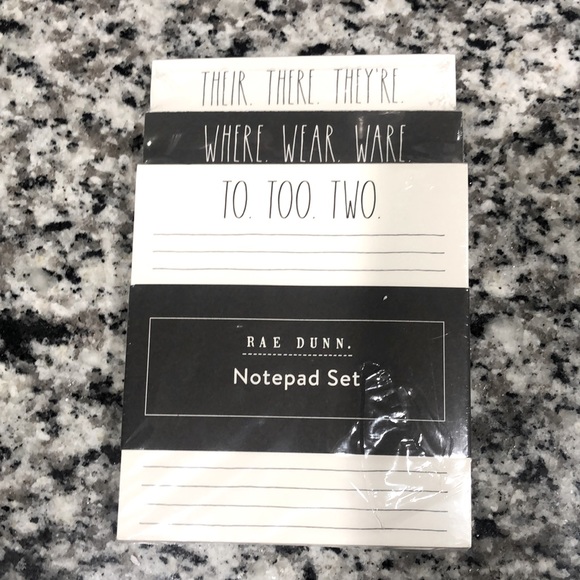 THEIR. THERE. THEY'RE.
WHERE. WEAR. WARE.
TO. TOO. TWO.
RAE DUNN.
Notepad Set